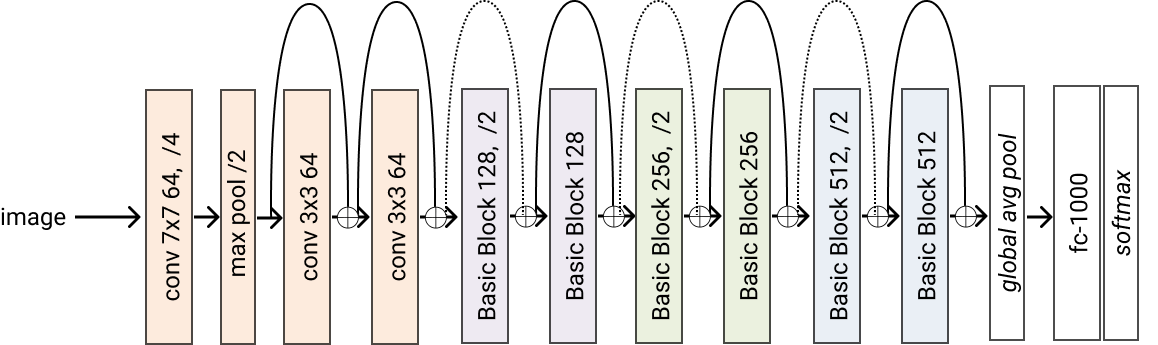 image
conv 7x7 64, /4
max pool /2
conv 3x3 64
conv 3x3 64
Basic Block 128, /2
Basic Block 128
Basic Block 256, /2
Basic Block 256
Basic Block 512, /2
Basic Block 512
global avg pool
fc-1000
softmax